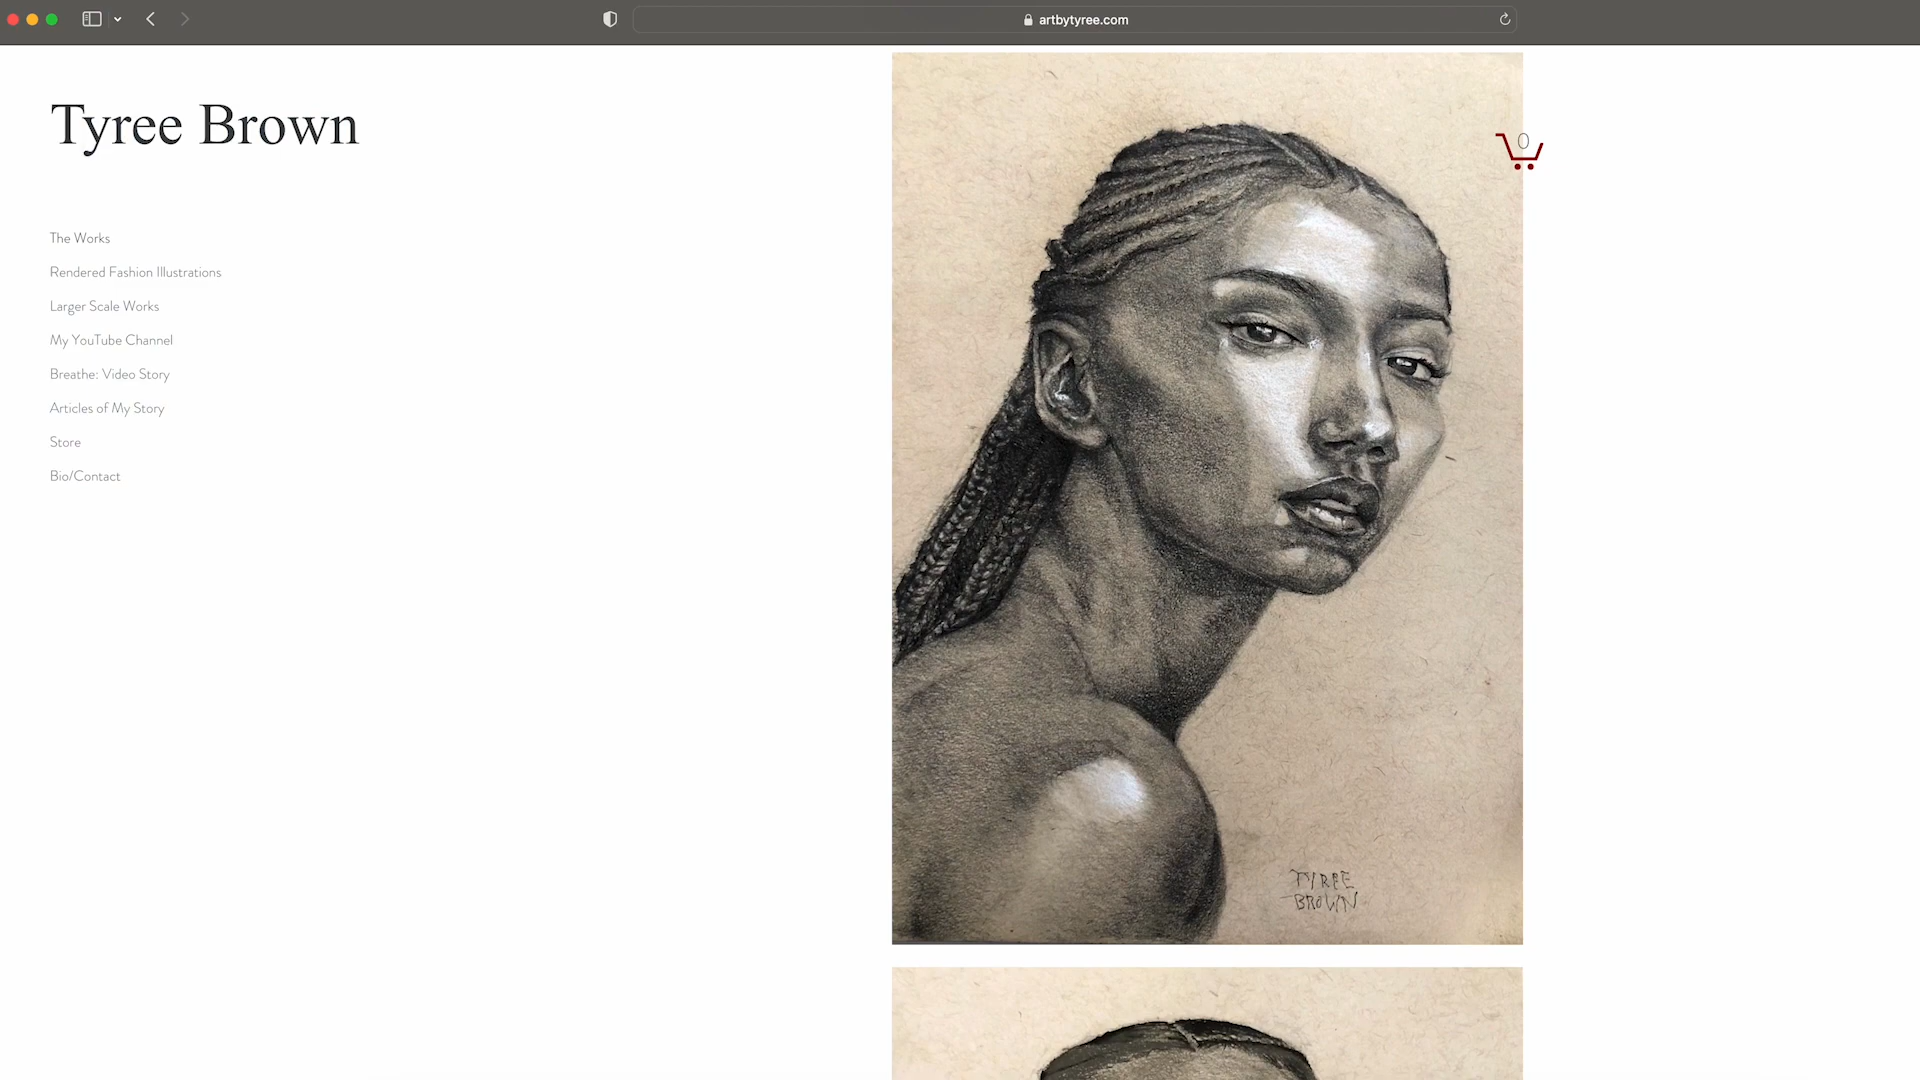 artbytyree.com
Tyree Brown
0
The Works
Rendered Fashion Illustrations
Larger Scale Works
My YouTube Channel
Breathe: Video Story
Articles of My Story
Store
Bio/Contact
TYREE
BROWN